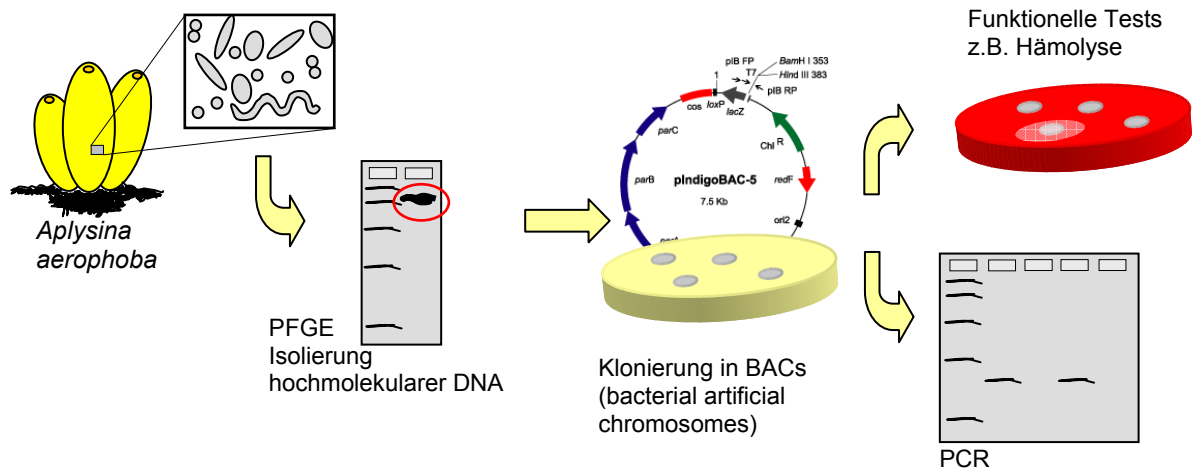 Aplysina
aerophoba
PFGE
Isolierung
hochmolekularer DNA
pIB FP
T7
BamH I 353
Hind III 383
pIB RP
1
cos
loxP
lacZ
parC
Chl R
parB
pIndigoBAC-5
7.5 Kb
redF
ori2
Klonierung in BACs
(bacterial artificial
chromosomes)
Funktionelle Tests
z.B. Hämolyse
PCR